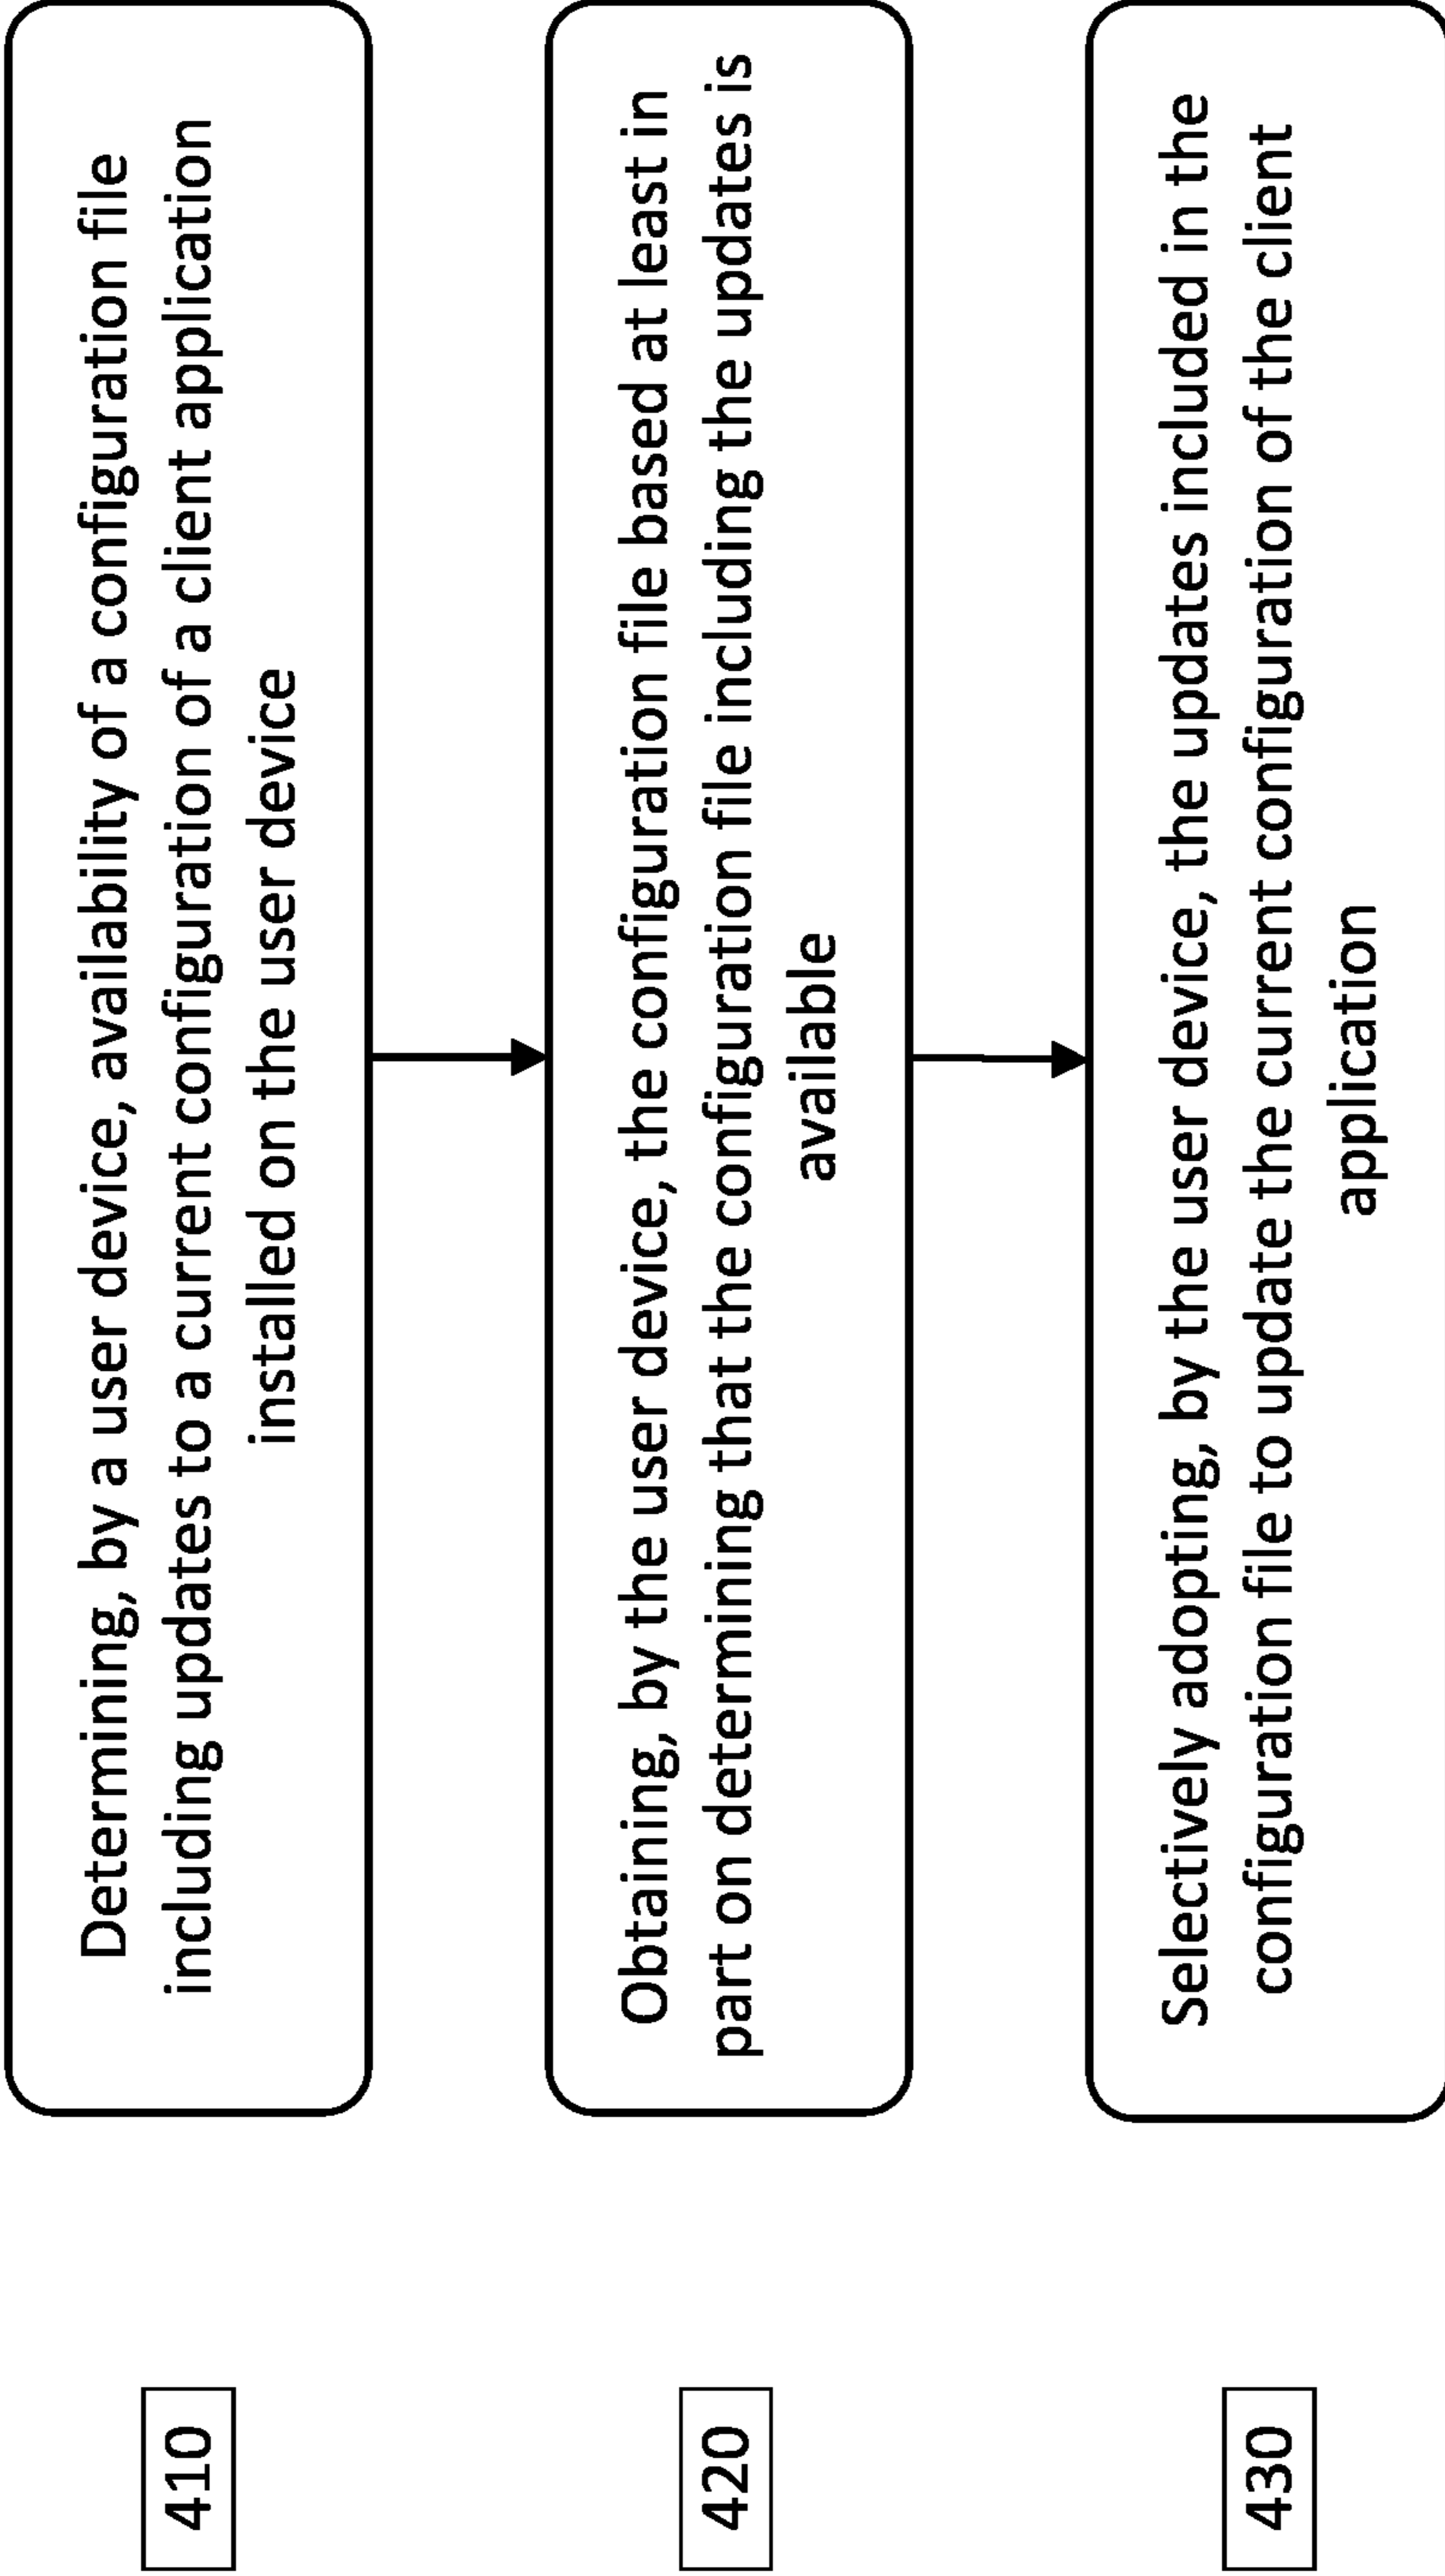 410
Determining, by a user device, availability of a configuration file
including updates to a current configuration of a client application
installed on the user device
420
Obtaining, by the user device, the configuration file based at least in
part on determining that the configuration file including the updates is
available
430
Selectively adopting, by the user device, the updates included in the
configuration file to update the current configuration of the client
application